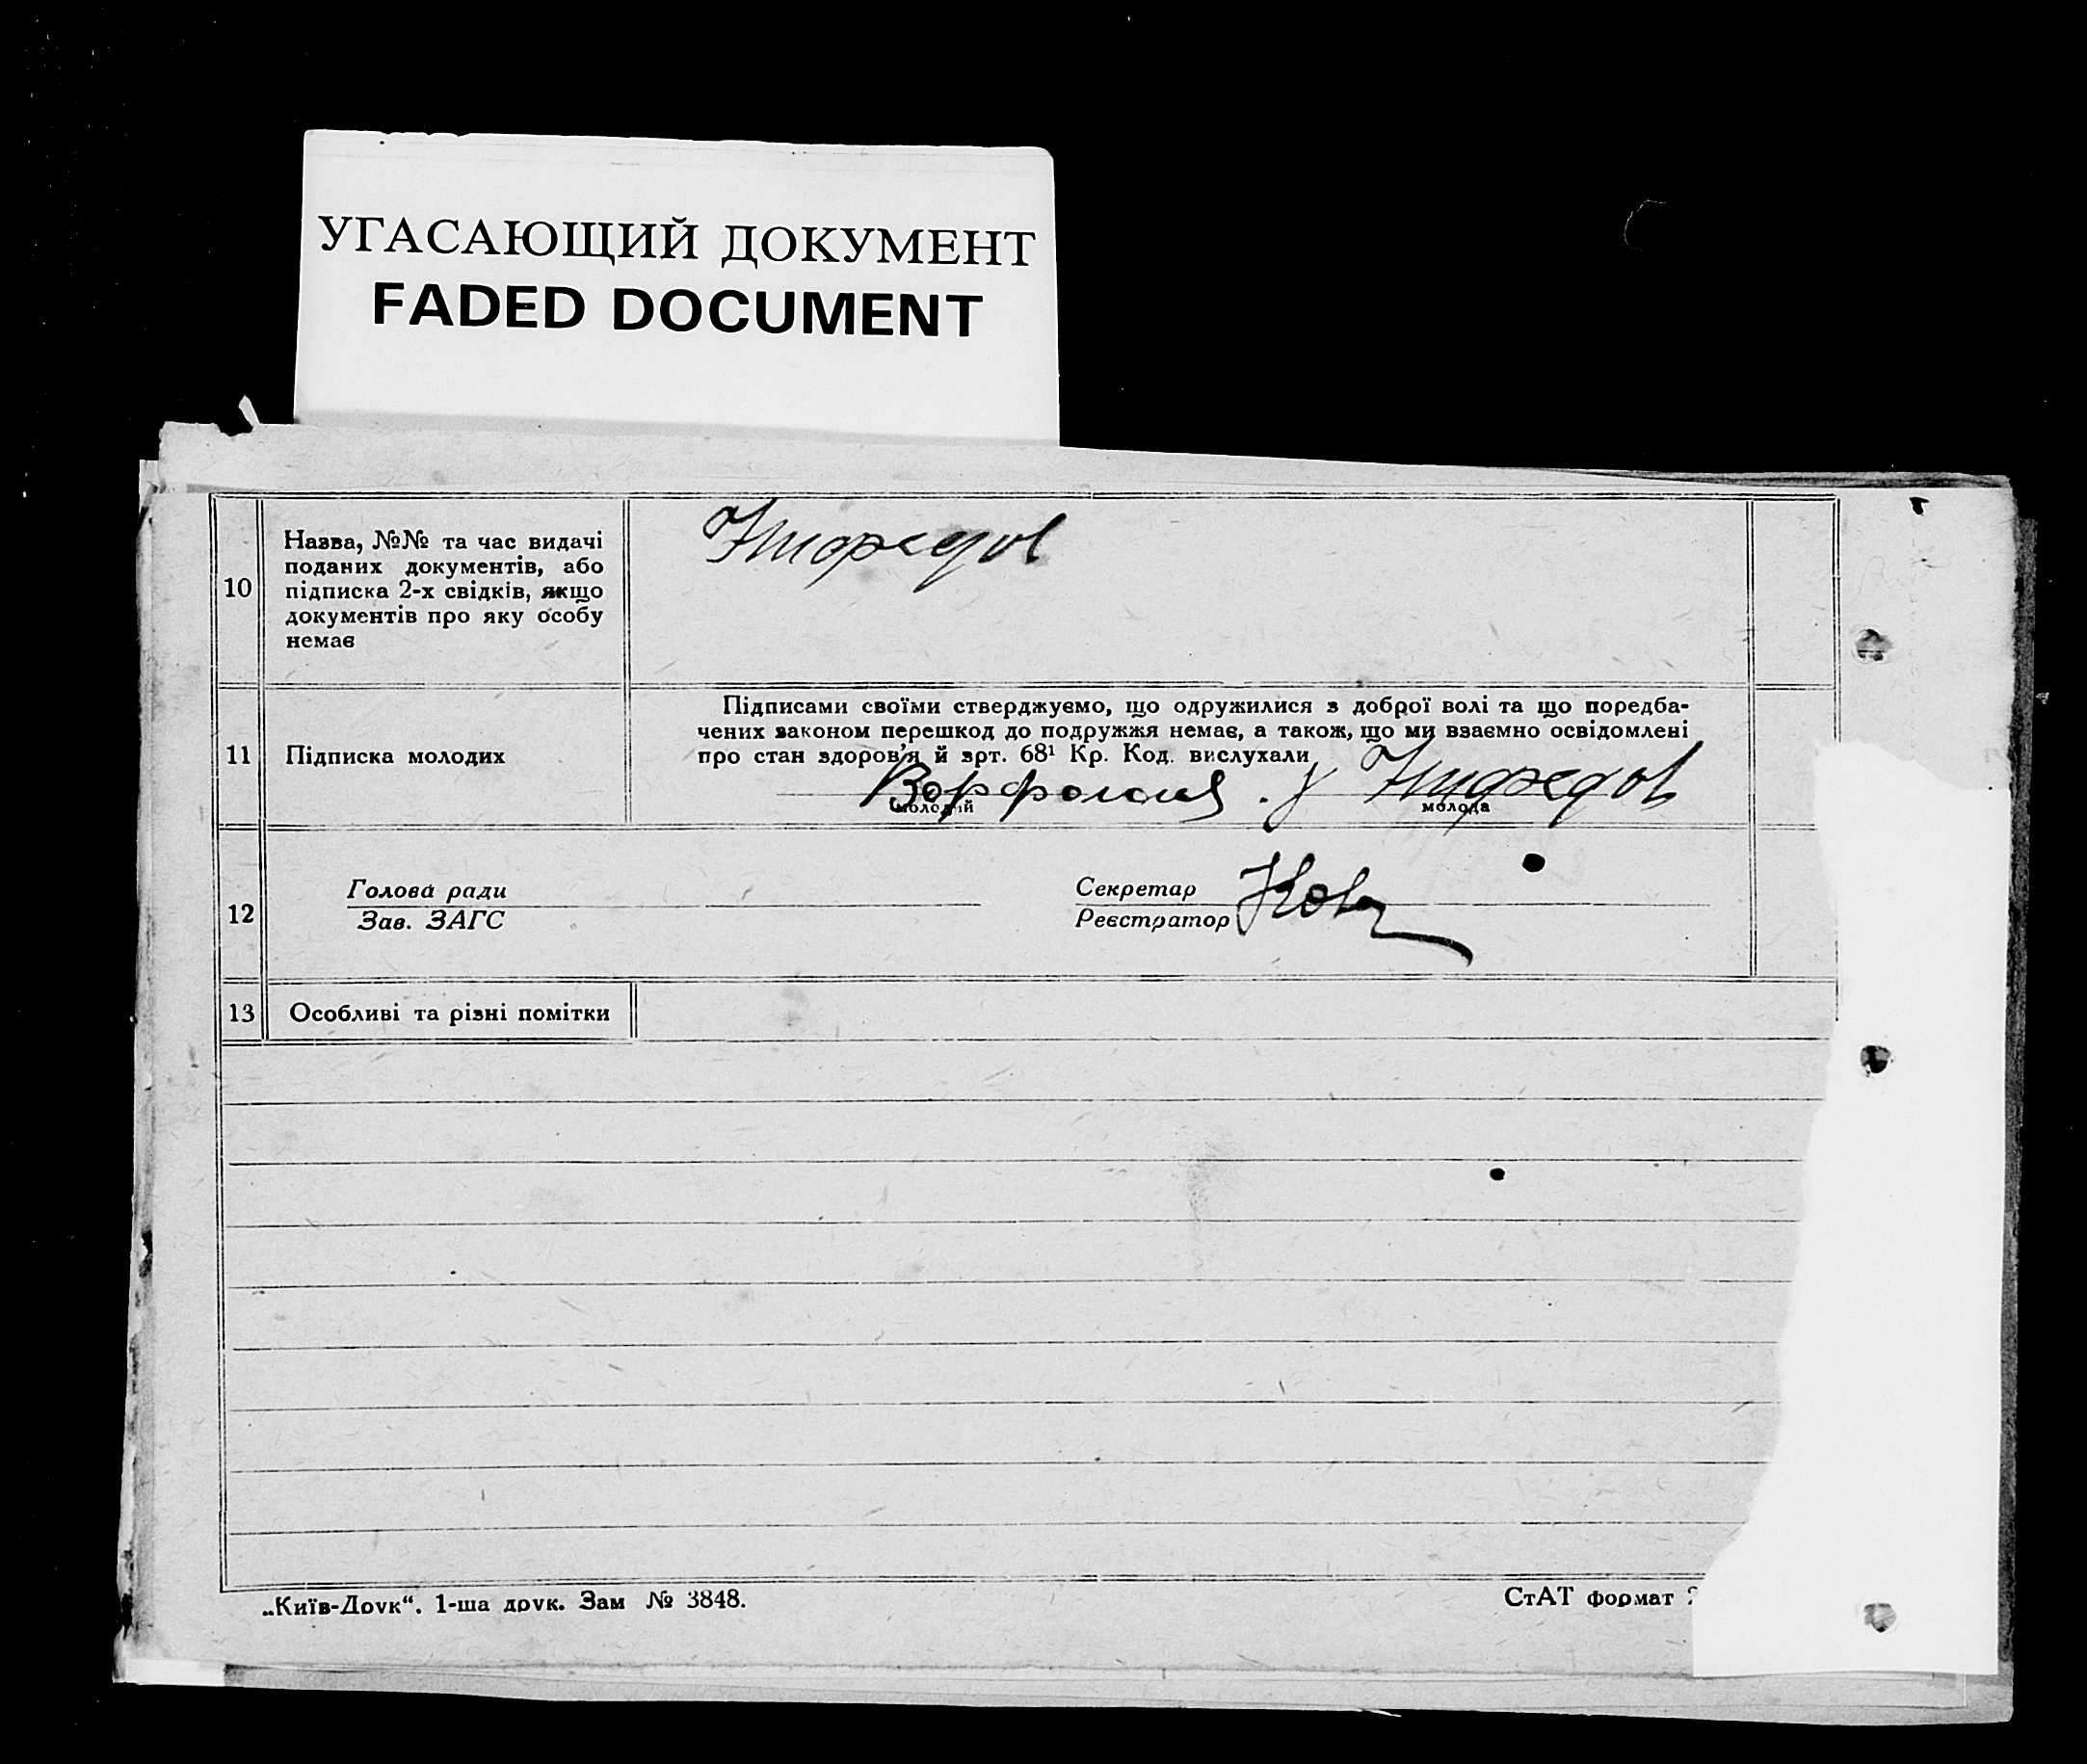 УГАСАЮЩИЙ ДОКУМЕНТ
FADED DOCUMENT
10
Назва, №№ та час видачі
поданих документів, або
підписка 2-х свідків, якщо
документів про яку особу
немає
11
Підписка молодих
Підписами своїми стверджуємо, що одружилися з доброї волі та що поредба-
чених законом перешкод до подружжя немає, а також, що ми взаємно освідомлені
про стан здоров'я й зрт. 68¹ Кр. Код. вислухали
молодий
молода
12
Голова ради
Зав. ЗАГС
Секретар
Реєстратор
13
Особливі та різні помітки
„Київ-Друк“. 1-ша друк. Зам № 3848.
СтАТ формат